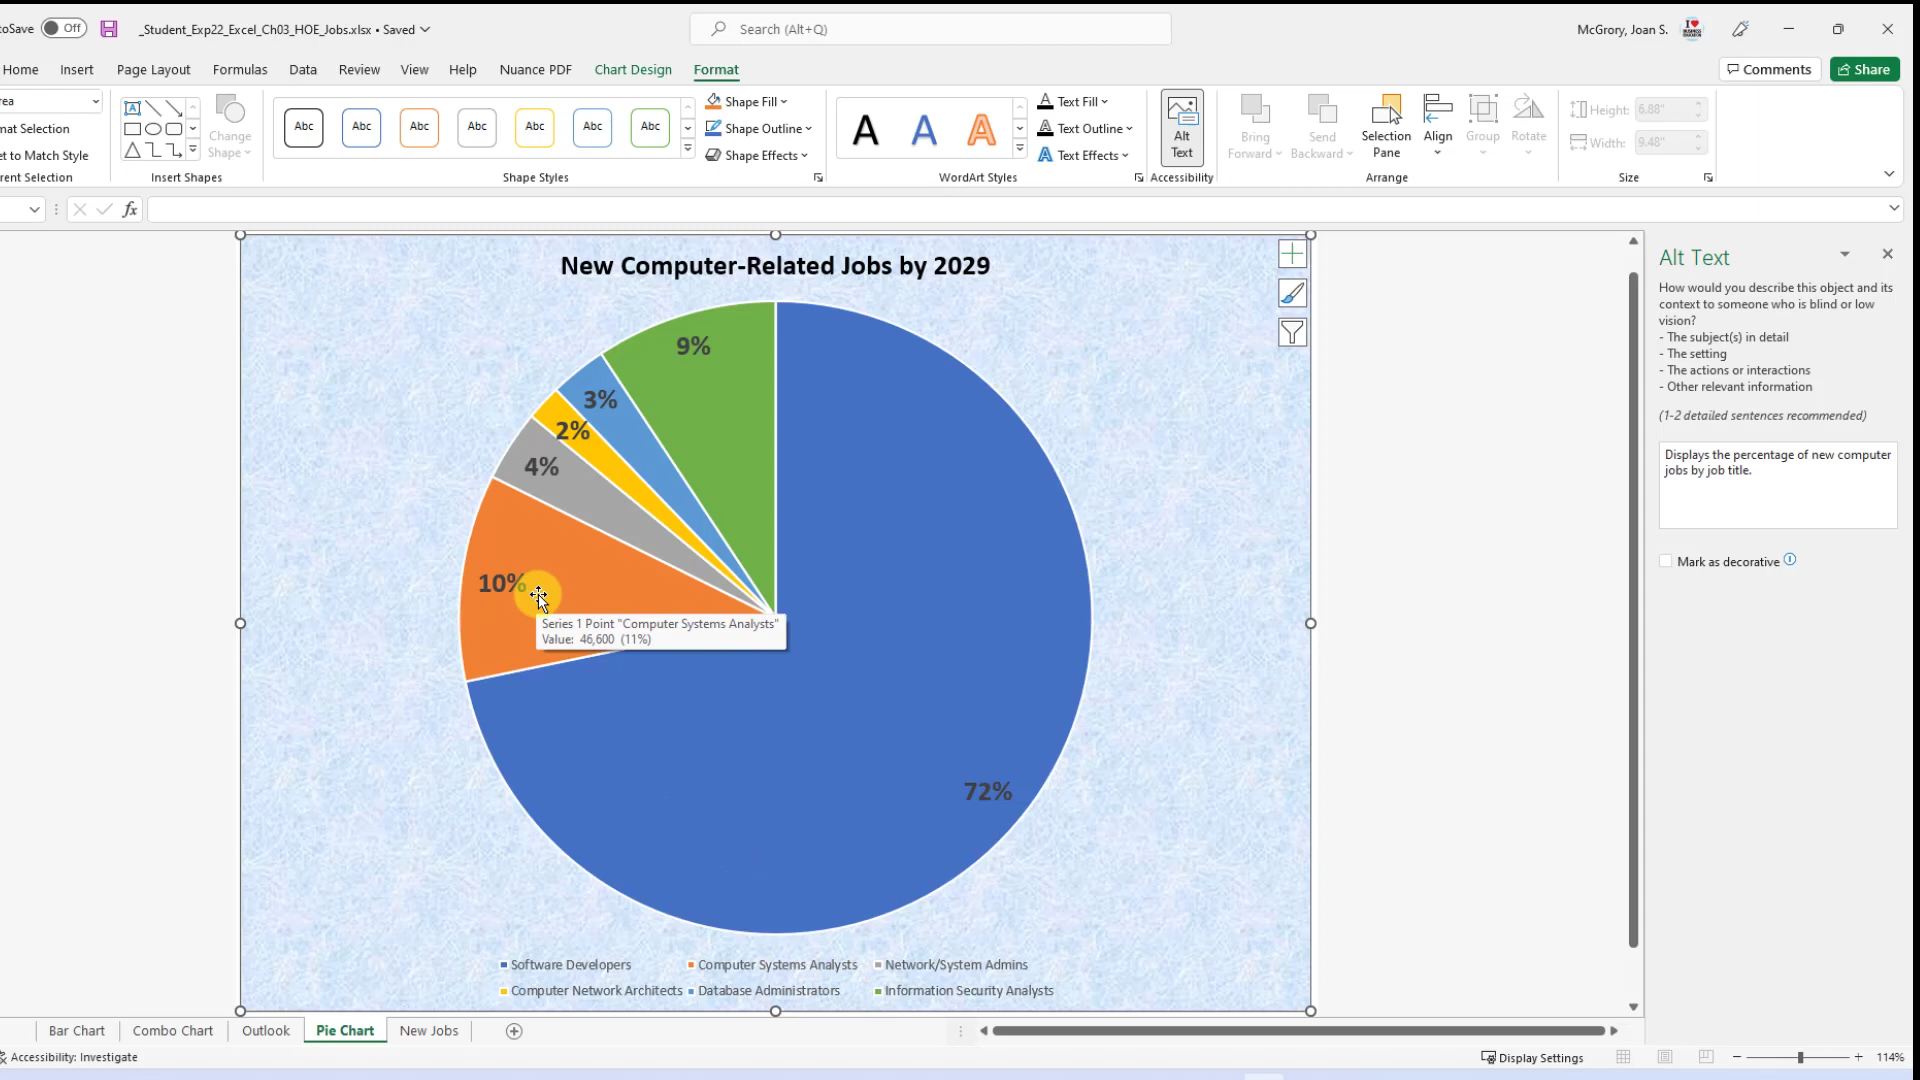 oSave Off _Student_Exp22_Excel_Ch03_HOE_Jobs.xlsx • Saved Search (Alt+Q) McGrory, Joan S.
Home Insert Page Layout Formulas Data Review View Help Nuance PDF Chart Design Format Comments Share
rea
mat Selection
et to Match Style
rent Selection
Change
Shape
Insert Shapes
Abc Abc Abc Abc Abc Abc Abc
Shape Fill
Shape Outline
Shape Effects
Shape Styles
A A A
Text Fill
Text Outline
Text Effects
WordArt Styles
Alt
Text
Accessibility
Bring
Forward
Send
Backward
Selection
Pane
Align
Group
Rotate
Arrange
Height: 6.88"
Width: 9.48"
Size
fx
New Computer-Related Jobs by 2029
9%
3%
2%
4%
10%
Series 1 Point "Computer Systems Analysts"
Value: 46,600 (11%)
72%
Software Developers Computer Systems Analysts Network/System Admins
Computer Network Architects Database Administrators Information Security Analysts
Alt Text
How would you describe this object and its
context to someone who is blind or low
vision?
- The subject(s) in detail
- The setting
- The actions or interactions
- Other relevant information
(1-2 detailed sentences recommended)
Displays the percentage of new computer
jobs by job title.
Mark as decorative
Bar Chart Combo Chart Outlook Pie Chart New Jobs
Accessibility: Investigate Display Settings 114%